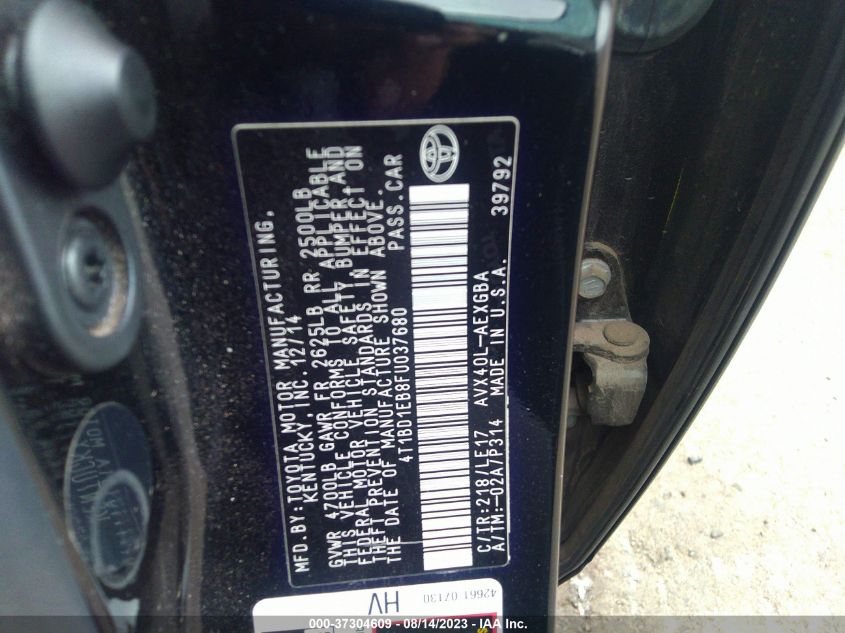 MFD.BY: TOYOTA MOTOR MANUFACTURING,
KENTUCKY, INC. 12/14
GVWR 4700LB GAWR FR 2625LB RR 2500LB
THIS VEHICLE CONFORMS TO ALL APPLICABLE
FEDERAL MOTOR VEHICLE SAFETY, BUMPER, AND
THEFT PREVENTION STANDARDS IN EFFECT ON
THE DATE OF MANUFACTURE SHOWN ABOVE.
4T1BD1EB8FU037680 PASS.CAR
C/TR:218/LE17 AVX40L-AEXGBA
A/TM:-02A/P314 MADE IN U.S.A. 39792
42661 07130
HV
000-37304609 - 08/14/2023 - IAA Inc.